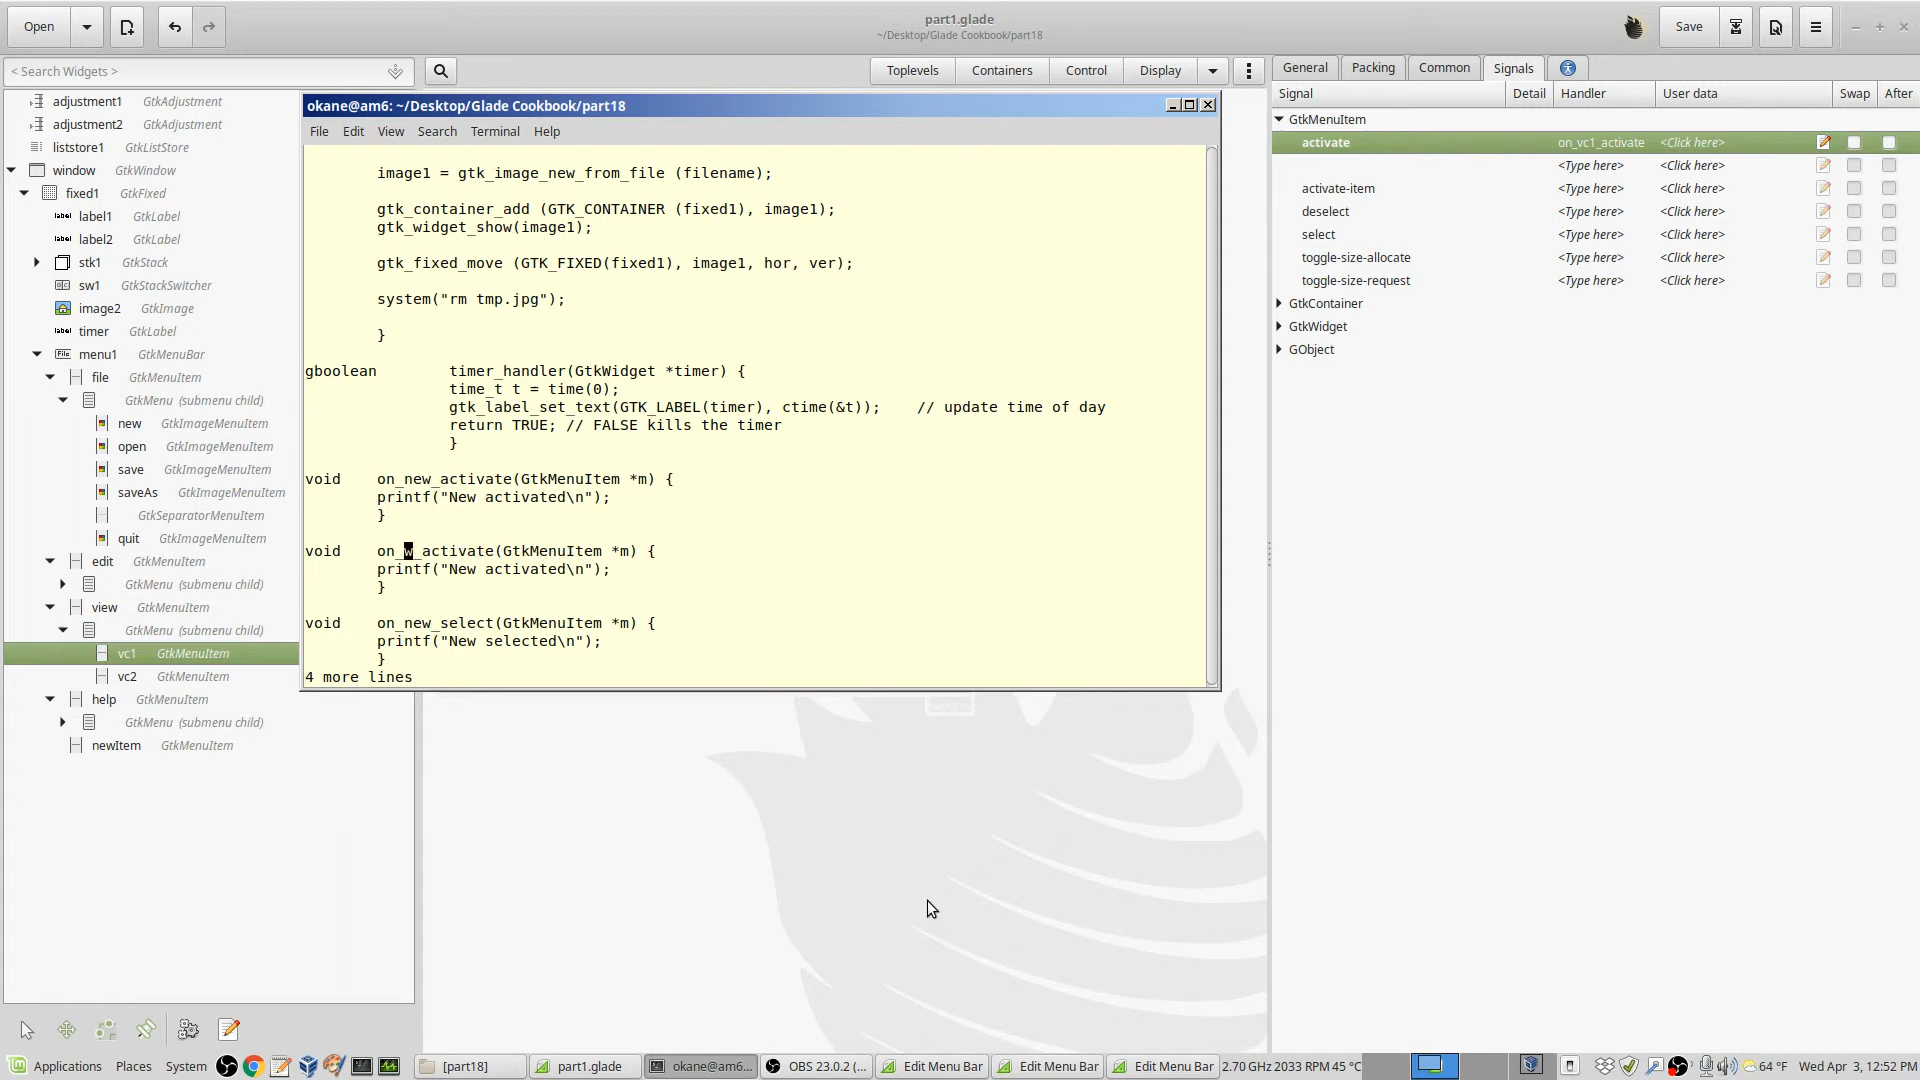 Open
part1.glade
~/Desktop/Glade Cookbook/part18
Save
< Search Widgets >
Toplevels
Containers
Control
Display
General
Packing
Common
Signals
adjustment1 GtkAdjustment
adjustment2 GtkAdjustment
liststore1 GtkListStore
window GtkWindow
fixed1 GtkFixed
label label1 GtkLabel
label label2 GtkLabel
stk1 GtkStack
sw1 GtkStackSwitcher
image2 GtkImage
label timer GtkLabel
File menu1 GtkMenuBar
file GtkMenuItem
GtkMenu (submenu child)
new GtkImageMenuItem
open GtkImageMenuItem
save GtkImageMenuItem
saveAs GtkImageMenuItem
GtkSeparatorMenuItem
quit GtkImageMenuItem
edit GtkMenuItem
GtkMenu (submenu child)
view GtkMenuItem
GtkMenu (submenu child)
vc1 GtkMenuItem
vc2 GtkMenuItem
help GtkMenuItem
GtkMenu (submenu child)
newItem GtkMenuItem
okane@am6: ~/Desktop/Glade Cookbook/part18
File Edit View Search Terminal Help
image1 = gtk_image_new_from_file (filename);
gtk_container_add (GTK_CONTAINER (fixed1), image1);
gtk_widget_show(image1);
gtk_fixed_move (GTK_FIXED(fixed1), image1, hor, ver);
system("rm tmp.jpg");
}
gboolean timer_handler(GtkWidget *timer) {
time_t t = time(0);
gtk_label_set_text(GTK_LABEL(timer), ctime(&t)); // update time of day
return TRUE; // FALSE kills the timer
}
void on_new_activate(GtkMenuItem *m) {
printf("New activated\n");
}
void on_w_activate(GtkMenuItem *m) {
printf("New activated\n");
}
void on_new_select(GtkMenuItem *m) {
printf("New selected\n");
}
4 more lines
Signal Detail Handler User data Swap After
GtkMenuItem
activate on_vc1_activate <Click here>
<Type here> <Click here>
activate-item <Type here> <Click here>
deselect <Type here> <Click here>
select <Type here> <Click here>
toggle-size-allocate <Type here> <Click here>
toggle-size-request <Type here> <Click here>
GtkContainer
GtkWidget
GObject
Applications Places System
[part18]
part1.glade
okane@am6...
OBS 23.0.2 (...
Edit Menu Bar
Edit Menu Bar
Edit Menu Bar
2.70 GHz 2033 RPM 45 °C
64 °F
Wed Apr 3, 12:52 PM